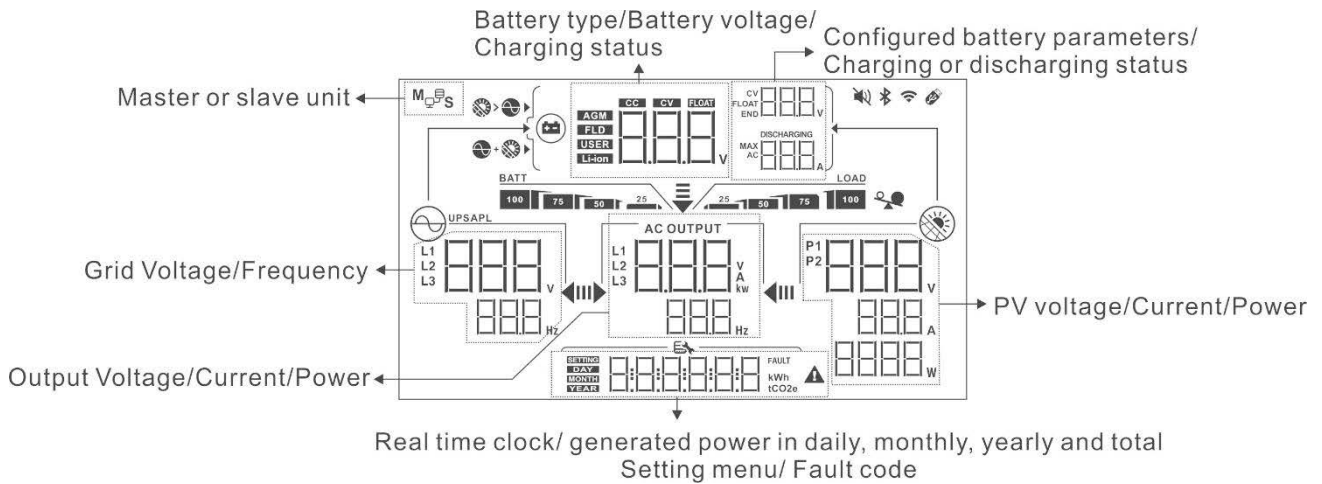 Battery type/Battery voltage/
Charging status
Configured battery parameters/
Charging or discharging status
Master or slave unit
M S
CC CV FLOAT
AGM
FLD
USER
Li-ion
V
CV
FLOAT
END
V
DISCHARGING
MAX
AC
A
BATT
LOAD
100 75 50 25
25 50 75 100
UPSAPL
AC OUTPUT
L1
L2
L3
V
Hz
L1
L2
L3
V
A
kw
Hz
P1
P2
V
A
W
Grid Voltage/Frequency
PV voltage/Current/Power
Output Voltage/Current/Power
SETTING
DAY
MONTH
YEAR
FAULT
kWh
tCO2e
Real time clock/ generated power in daily, monthly, yearly and total
Setting menu/ Fault code